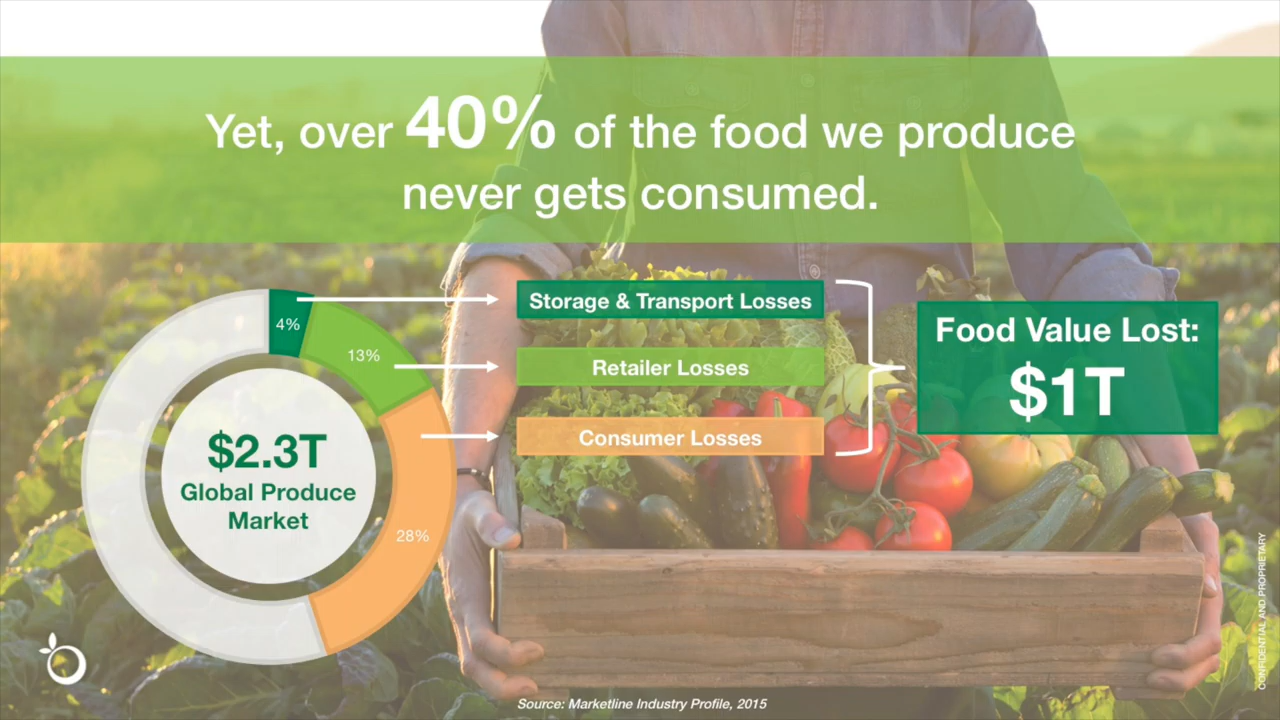 Yet, over 40% of the food we produce
never gets consumed.
4%
13%
28%
$2.3T
Global Produce
Market
Storage & Transport Losses
Retailer Losses
Consumer Losses
Food Value Lost:
$1T
CONFIDENTIAL AND PROPRIETARY
Source: Marketline Industry Profile, 2015